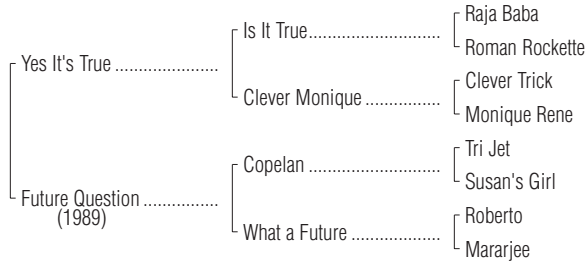 Raja Baba
Is It True
Roman Rockette
Yes It's True
Clever Trick
Clever Monique
Monique Rene
Tri Jet
Copelan
Susan's Girl
Future Question
(1989)
Roberto
What a Future
Mararjee